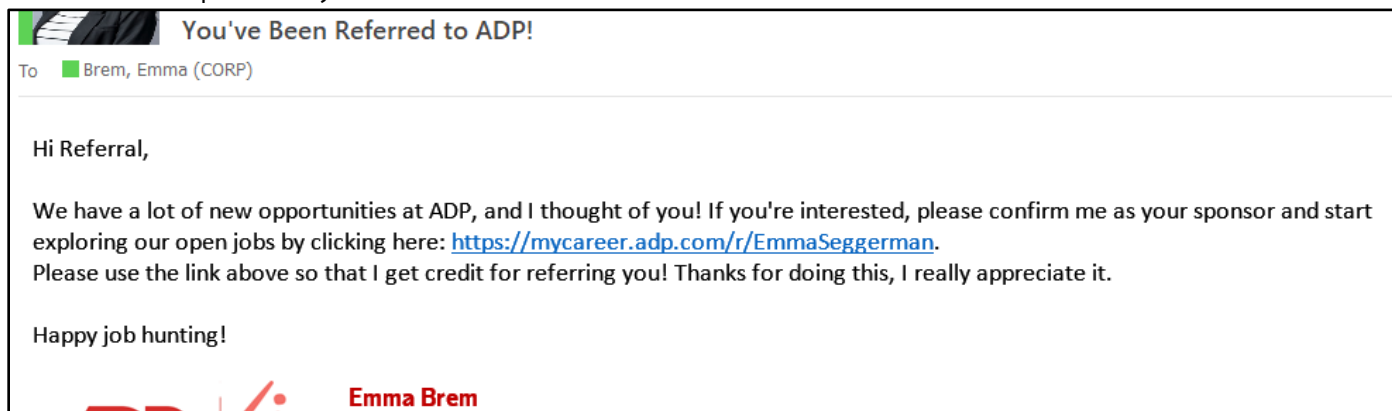 You've Been Referred to ADP!
To Brem, Emma (CORP)
Hi Referral,
We have a lot of new opportunities at ADP, and I thought of you! If you're interested, please confirm me as your sponsor and start
exploring our open jobs by clicking here: https://mycareer.adp.com/r/EmmaSeggerman.
Please use the link above so that I get credit for referring you! Thanks for doing this, I really appreciate it.
Happy job hunting!
Emma Brem